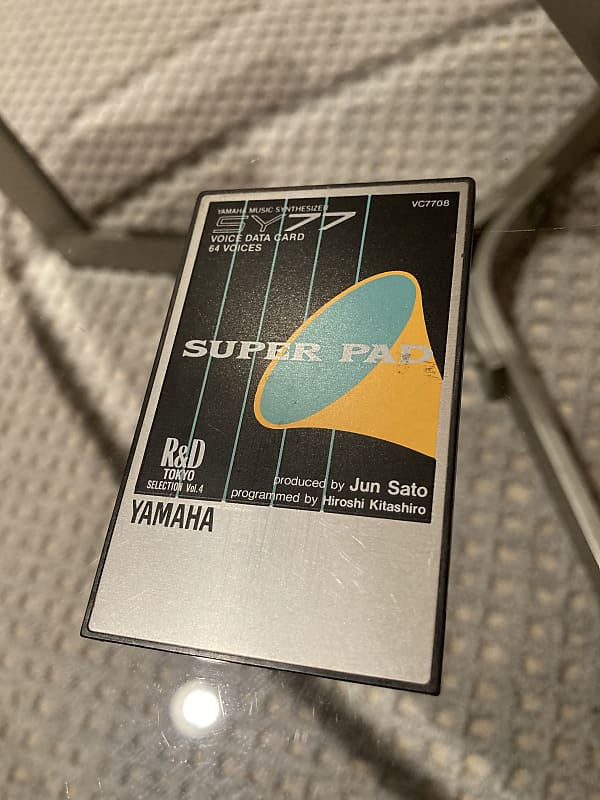 YAMAHA MUSIC SYNTHESIZER
SY77
VOICE DATA CARD
64 VOICES
VC7708
SUPER PAD
R&D
TOKYO
SELECTION Vol.4
produced by Jun Sato
programmed by Hiroshi Kitashiro
YAMAHA